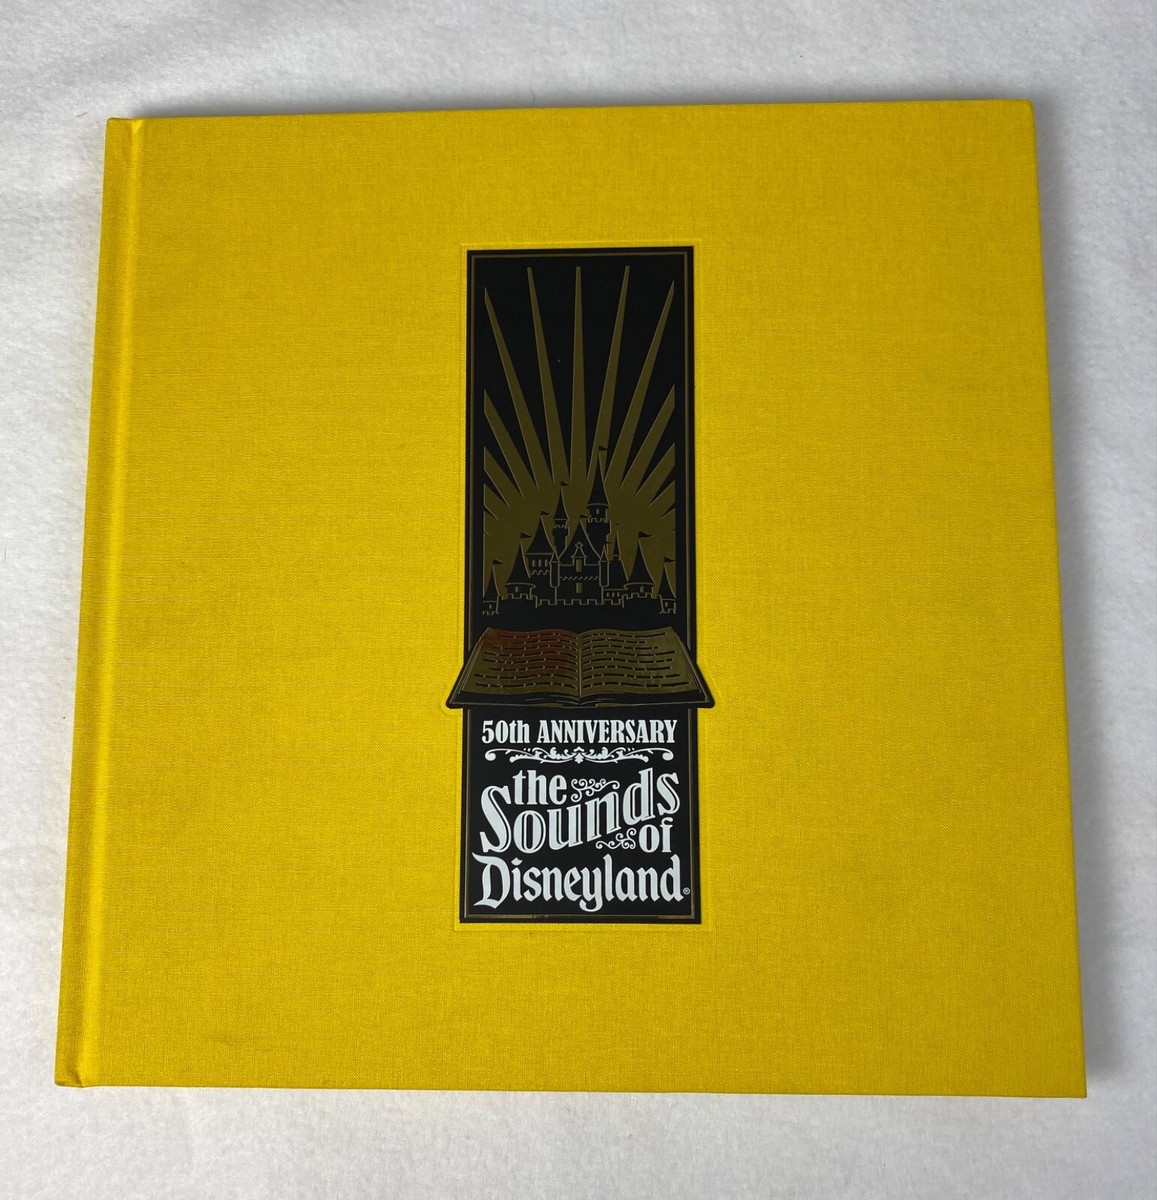 50th ANNIVERSARY
the
Sounds
of
Disneyland®